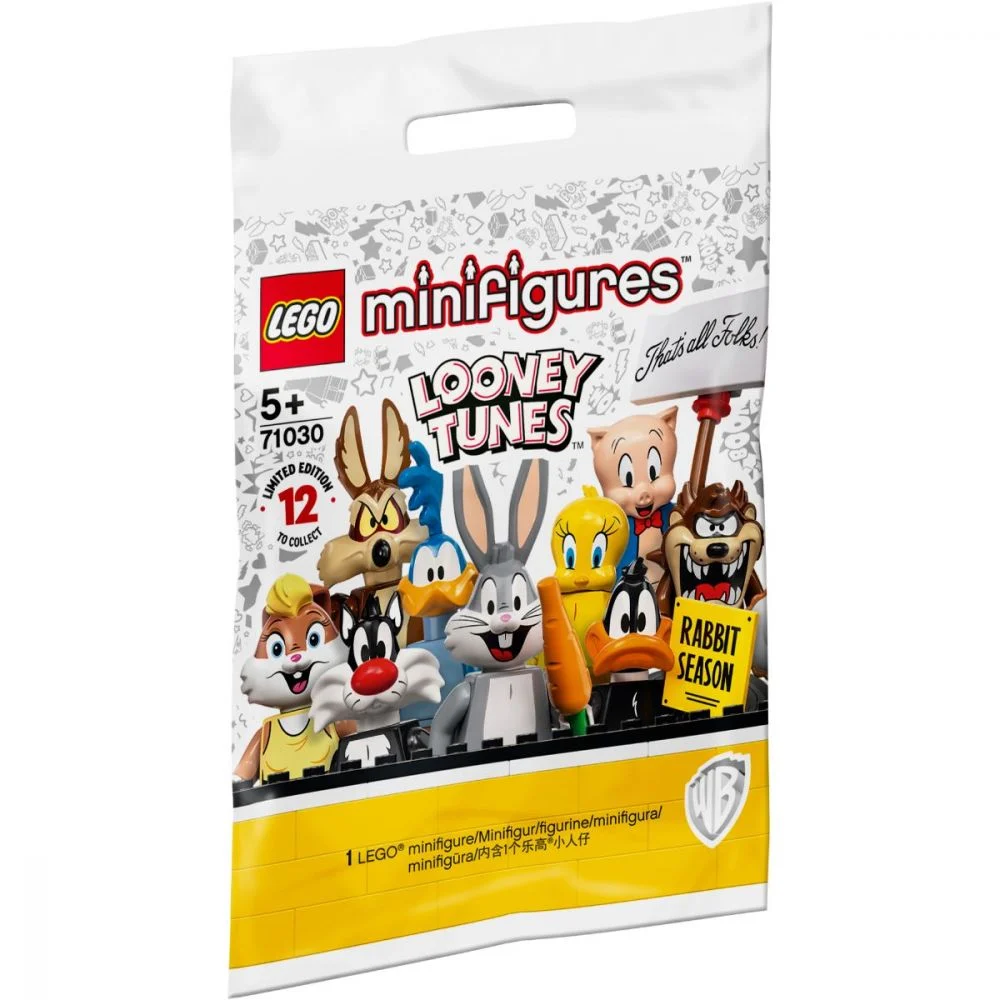 LEGO
minifigures™
LOONEY
TUNES™
That's all Folks!
5+
71030
LIMITED EDITION
12
TO COLLECT
RABBIT
SEASON
WB
1 LEGO® minifigure/Minifigur/figurine/minifigura/
minifigūra/内含1个乐高®小人仔